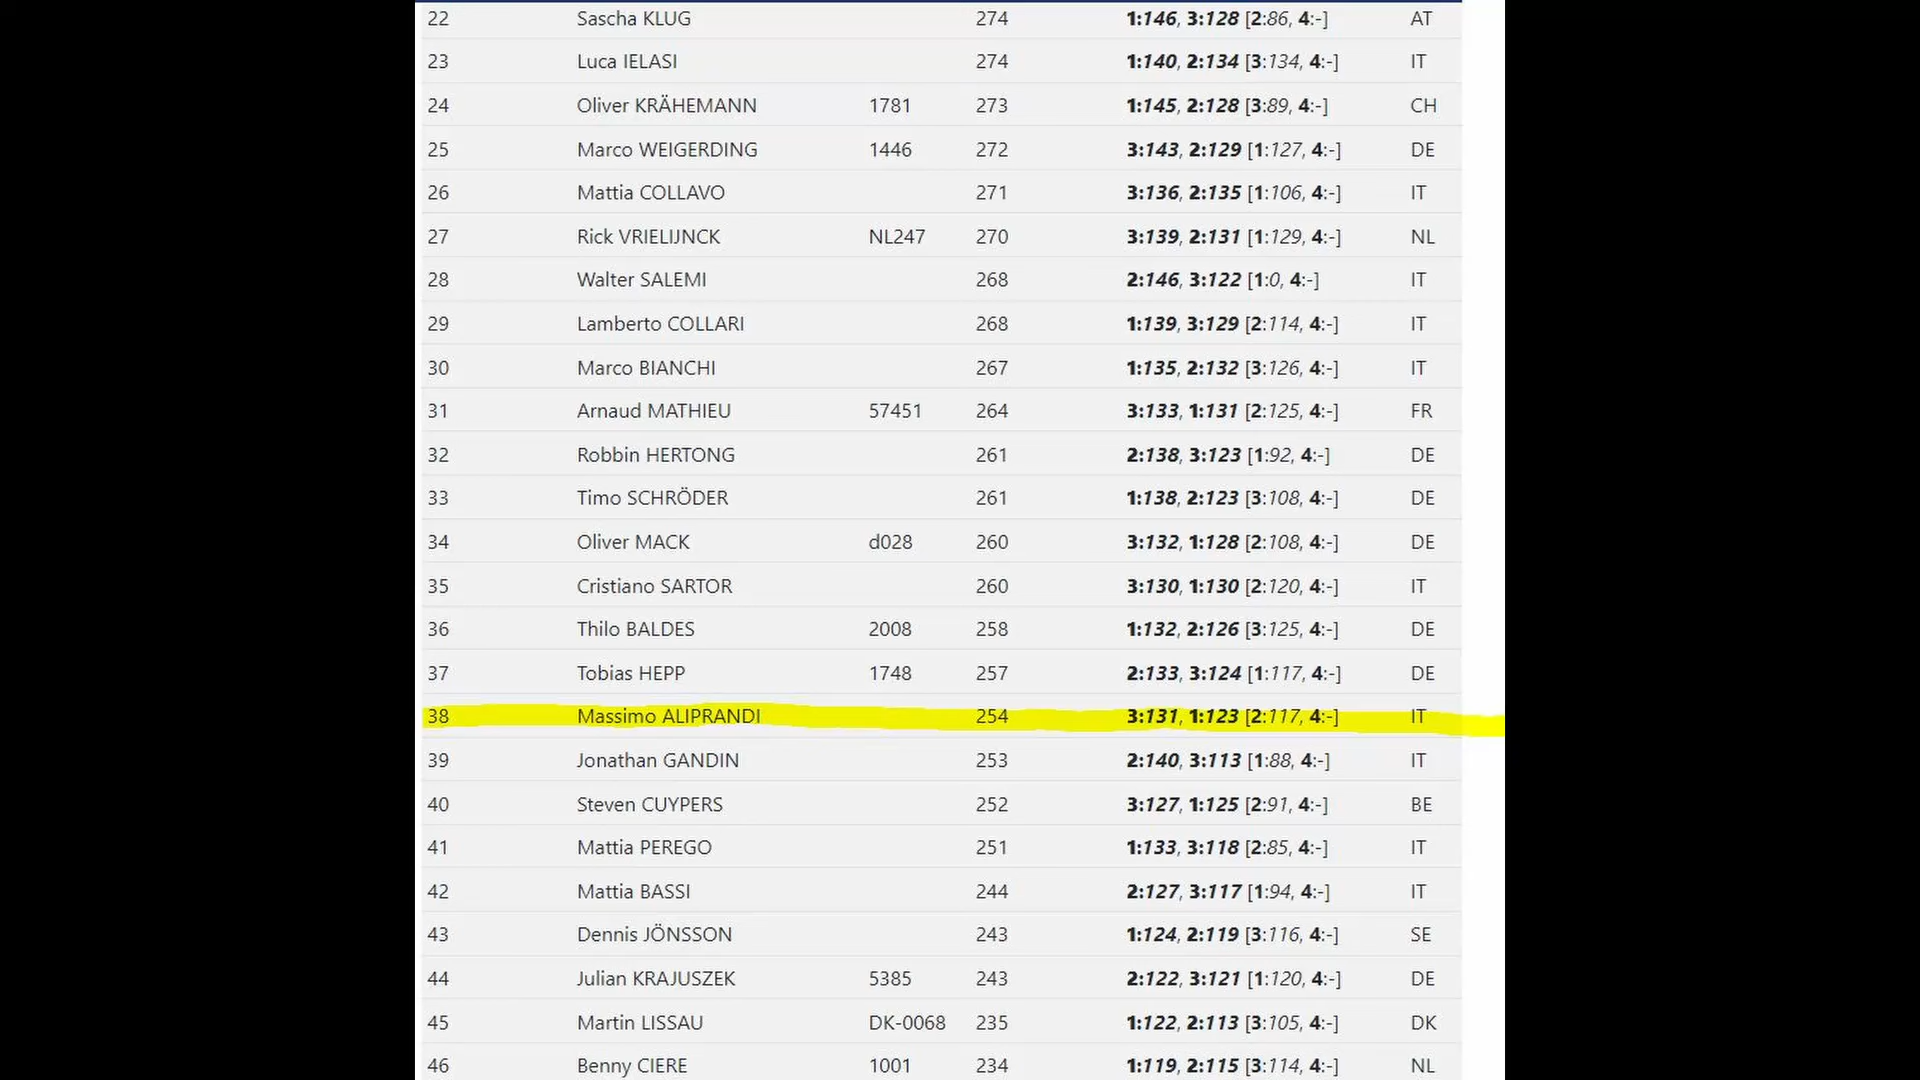 22 Sascha KLUG 274 1:146, 3:128 [2:86, 4:-] AT
23 Luca IELASI 274 1:140, 2:134 [3:134, 4:-] IT
24 Oliver KRÄHEMANN 1781 273 1:145, 2:128 [3:89, 4:-] CH
25 Marco WEIGERDING 1446 272 3:143, 2:129 [1:127, 4:-] DE
26 Mattia COLLAVO 271 3:136, 2:135 [1:106, 4:-] IT
27 Rick VRIELIJNCK NL247 270 3:139, 2:131 [1:129, 4:-] NL
28 Walter SALEMI 268 2:146, 3:122 [1:0, 4:-] IT
29 Lamberto COLLARI 268 1:139, 3:129 [2:114, 4:-] IT
30 Marco BIANCHI 267 1:135, 2:132 [3:126, 4:-] IT
31 Arnaud MATHIEU 57451 264 3:133, 1:131 [2:125, 4:-] FR
32 Robbin HERTONG 261 2:138, 3:123 [1:92, 4:-] DE
33 Timo SCHRÖDER 261 1:138, 2:123 [3:108, 4:-] DE
34 Oliver MACK d028 260 3:132, 1:128 [2:108, 4:-] DE
35 Cristiano SARTOR 260 3:130, 1:130 [2:120, 4:-] IT
36 Thilo BALDES 2008 258 1:132, 2:126 [3:125, 4:-] DE
37 Tobias HEPP 1748 257 2:133, 3:124 [1:117, 4:-] DE
38 Massimo ALIPRANDI 254 3:131, 1:123 [2:117, 4:-] IT
39 Jonathan GANDIN 253 2:140, 3:113 [1:88, 4:-] IT
40 Steven CUYPERS 252 3:127, 1:125 [2:91, 4:-] BE
41 Mattia PEREGO 251 1:133, 3:118 [2:85, 4:-] IT
42 Mattia BASSI 244 2:127, 3:117 [1:94, 4:-] IT
43 Dennis JÖNSSON 243 1:124, 2:119 [3:116, 4:-] SE
44 Julian KRAJUSZEK 5385 243 2:122, 3:121 [1:120, 4:-] DE
45 Martin LISSAU DK-0068 235 1:122, 2:113 [3:105, 4:-] DK
46 Benny CIERE 1001 234 1:119, 2:115 [3:114, 4:-] NL